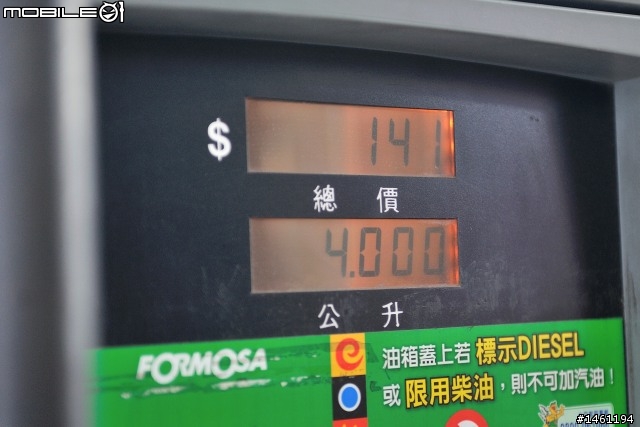 MOBILE01
$ 141
總價
4.000
公升
FORMOSA
油箱蓋上若 標示DIESEL
或 限用柴油，則不可加汽油！
#1461194